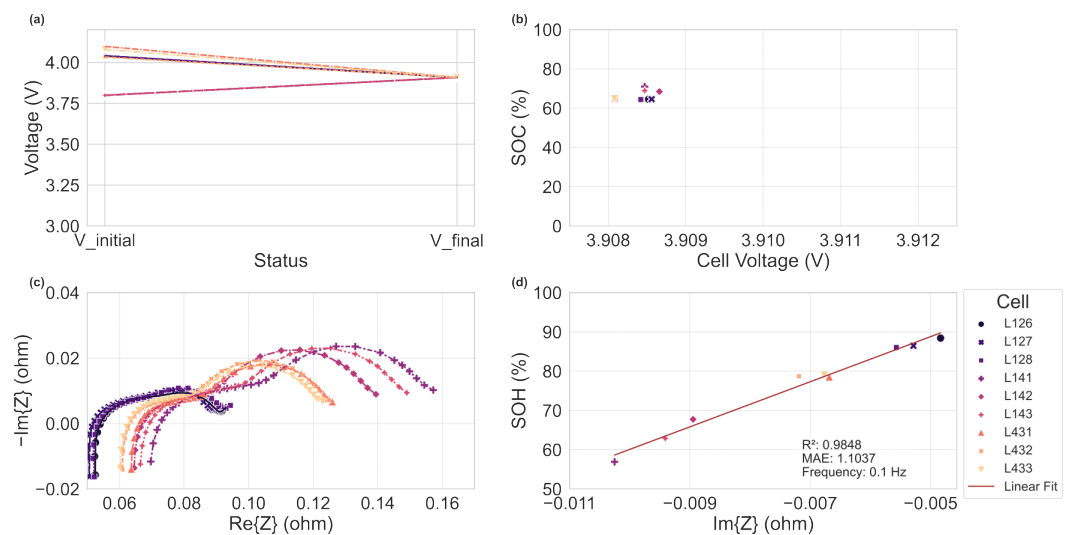 (a)
4.00
3.75
3.50
3.25
3.00
Voltage (V)
V_initial
V_final
Status
(b)
100
80
60
40
20
0
SOC (%)
3.908
3.909
3.910
3.911
3.912
Cell Voltage (V)
(c)
0.04
0.02
0.00
−0.02
−Im{Z} (ohm)
0.06
0.08
0.10
0.12
0.14
0.16
Re{Z} (ohm)
(d)
100
90
80
70
60
50
SOH (%)
R²: 0.9848
MAE: 1.1037
Frequency: 0.1 Hz
−0.011
−0.009
−0.007
−0.005
Im{Z} (ohm)
Cell
L126
L127
L128
L141
L142
L143
L431
L432
L433
Linear Fit